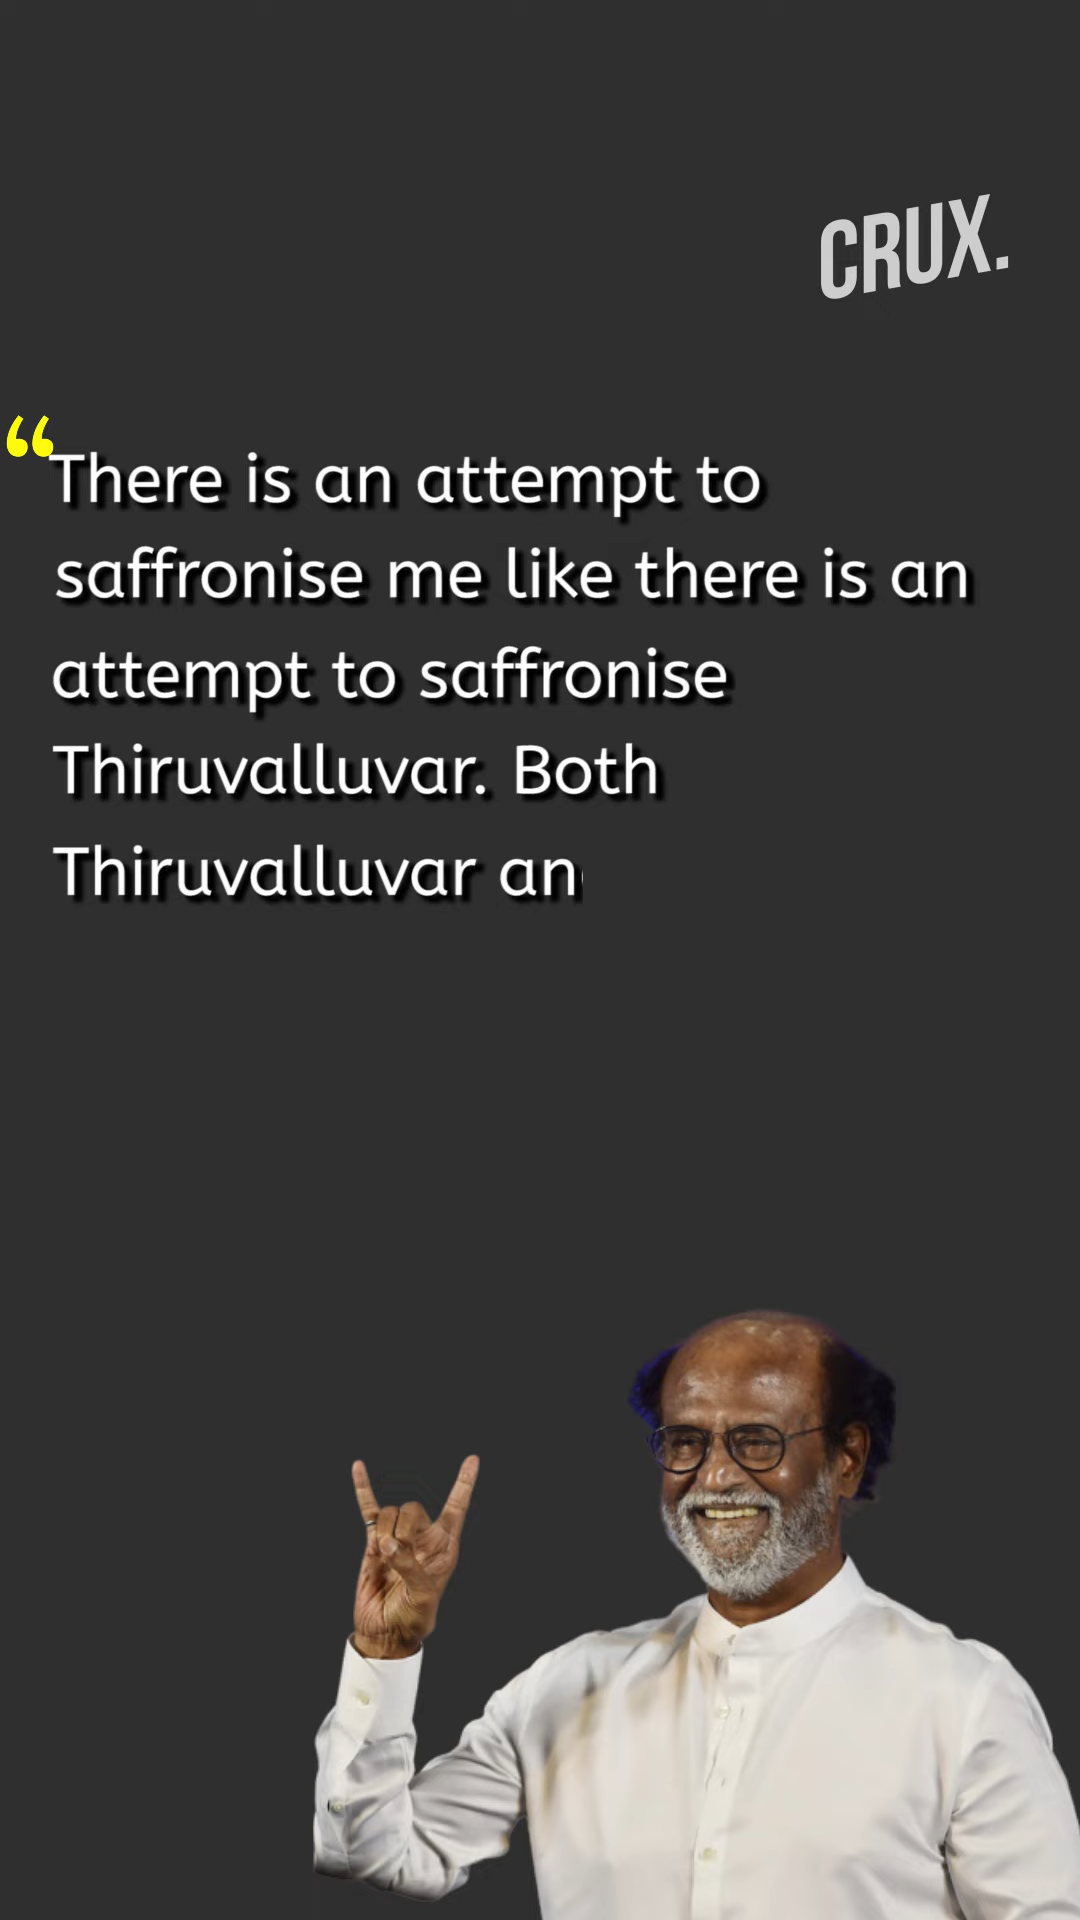 CRUX.
“There is an attempt to
saffronise me like there is an
attempt to saffronise
Thiruvalluvar. Both
Thiruvalluvar an